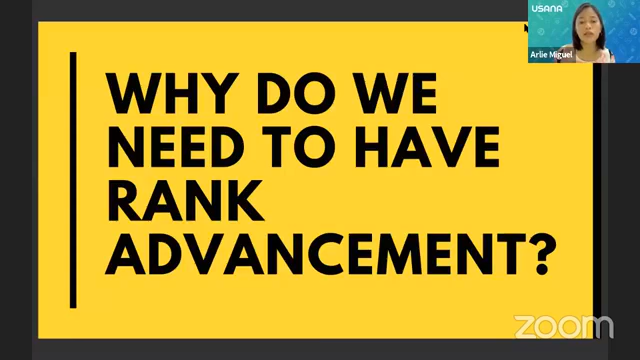 USANA
Arlie Miguel
WHY DO WE
NEED TO HAVE
RANK
ADVANCEMENT?
zoom